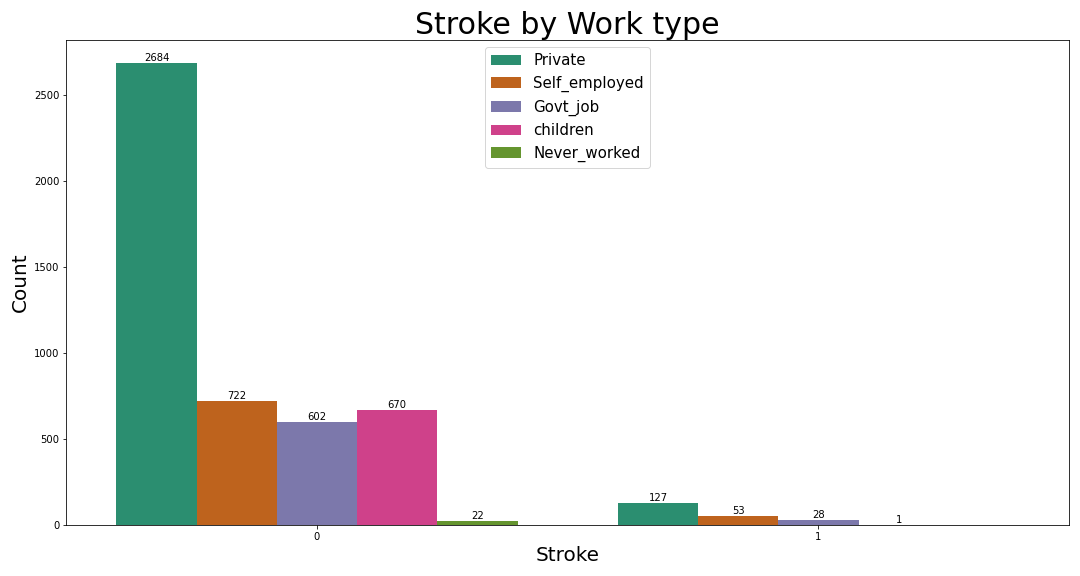 Stroke by Work type
Private
Self_employed
Govt_job
children
Never_worked
2684
722
602
670
22
127
53
28
1
2500
2000
1500
1000
500
0
Count
0
1
Stroke